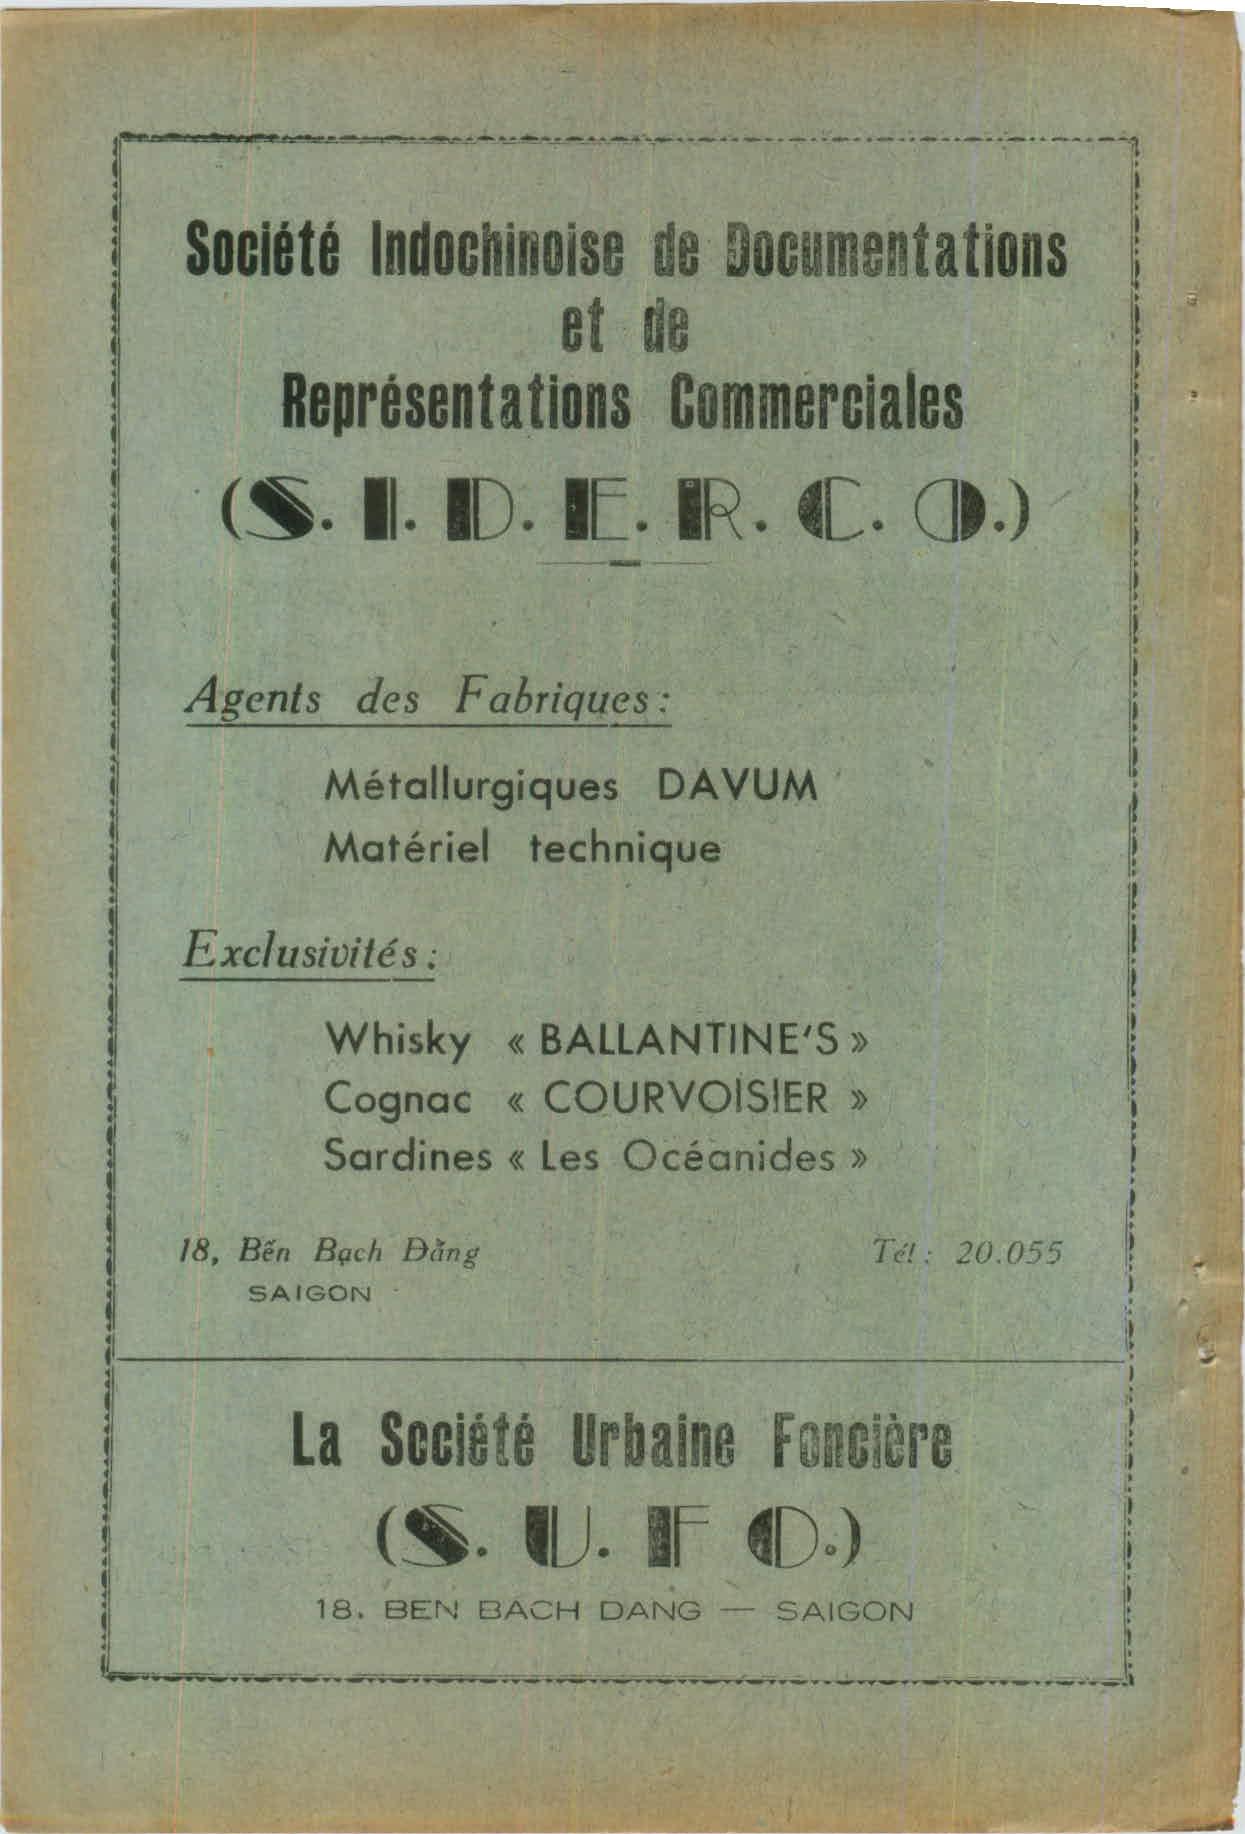 Société Indochinoise de Documentations
et de
Représentations Commerciales
(S. I. D. E. R. C. O.)
Agents des Fabriques :
Métallurgiques DAVUM
Matériel technique
Exclusivités :
Whisky « BALLANTINE'S »
Cognac « COURVOISIER »
Sardines « Les Océanides »
18, Bến Bạch Đằng Tél : 20.055
SAIGON
La Société Urbaine Foncière
(S. U. F O.)
18. BEN BACH DANG — SAIGON